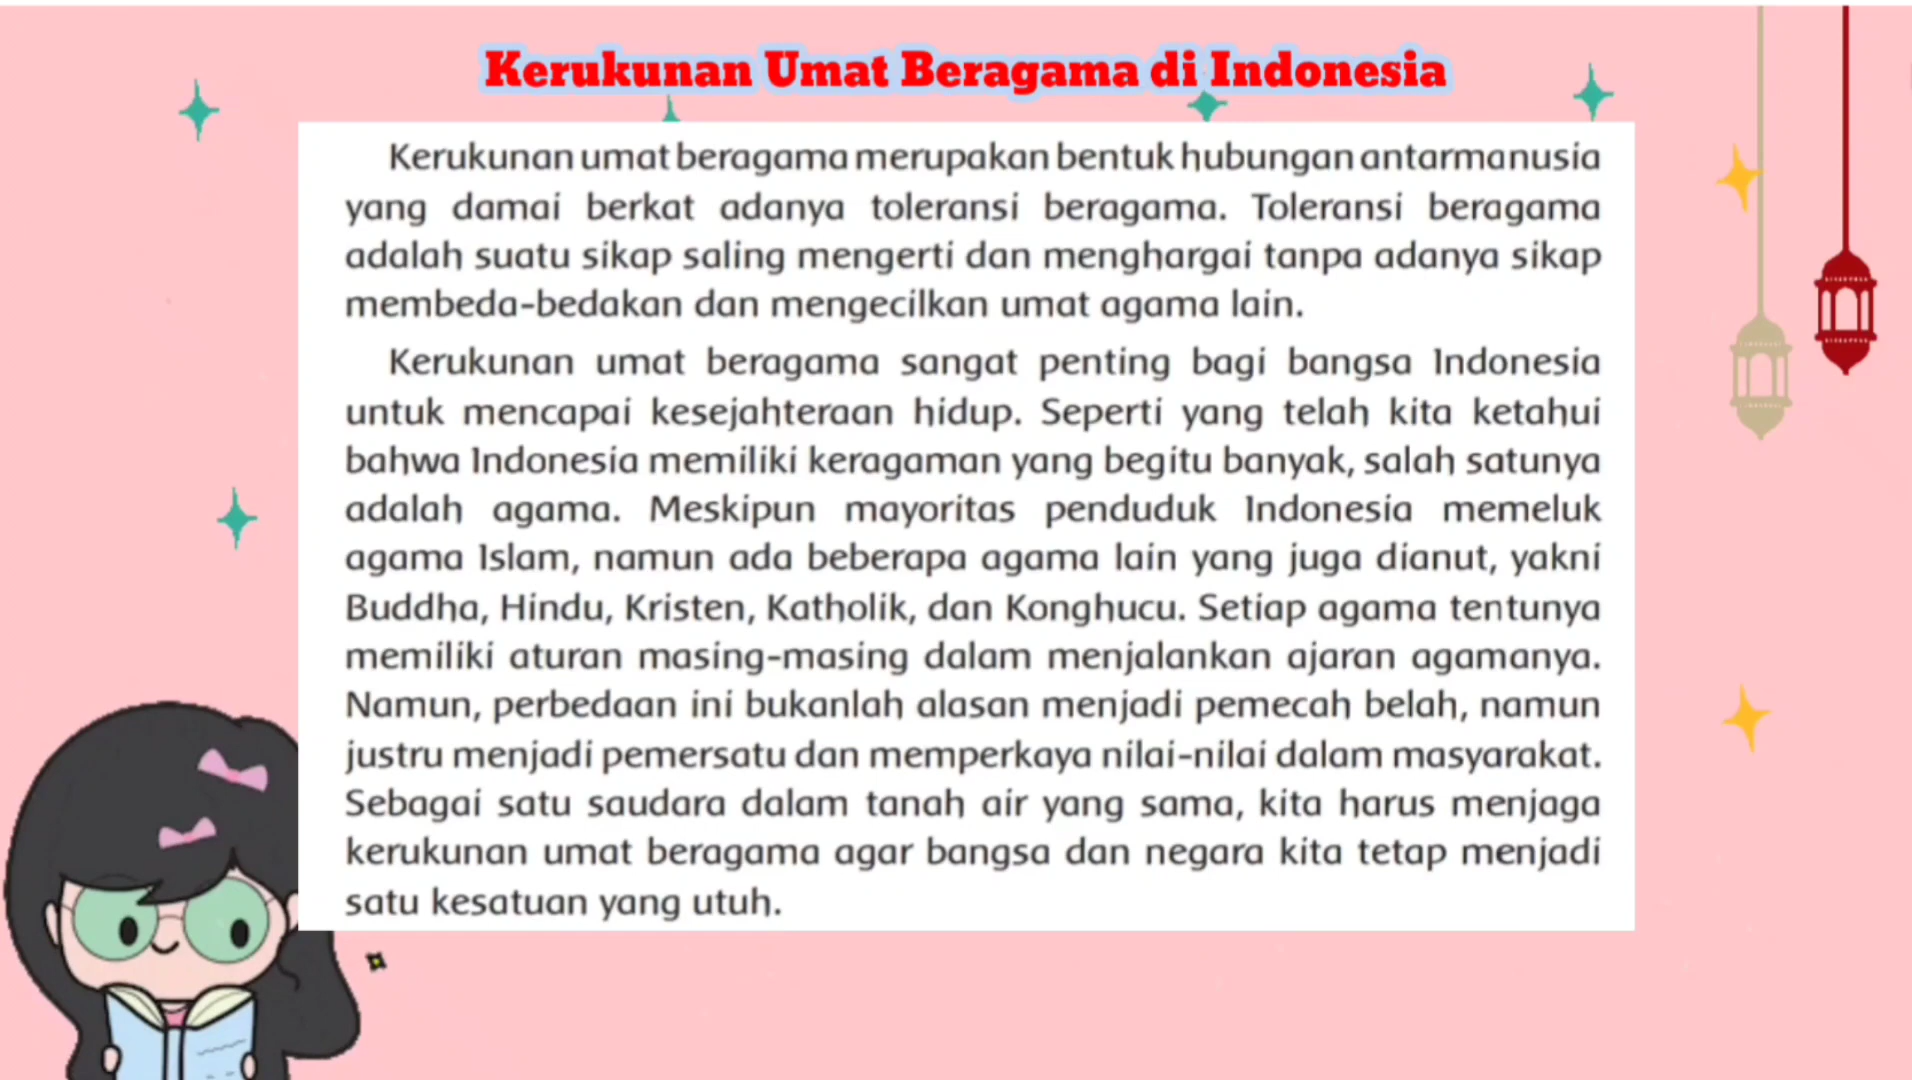 Kerukunan Umat Beragama di Indonesia
Kerukunan umat beragama merupakan bentuk hubungan antarmanusia
yang damai berkat adanya toleransi beragama. Toleransi beragama
adalah suatu sikap saling mengerti dan menghargai tanpa adanya sikap
membeda-bedakan dan mengecilkan umat agama lain.
Kerukunan umat beragama sangat penting bagi bangsa Indonesia
untuk mencapai kesejahteraan hidup. Seperti yang telah kita ketahui
bahwa Indonesia memiliki keragaman yang begitu banyak, salah satunya
adalah agama. Meskipun mayoritas penduduk Indonesia memeluk
agama Islam, namun ada beberapa agama lain yang juga dianut, yakni
Buddha, Hindu, Kristen, Katholik, dan Konghucu. Setiap agama tentunya
memiliki aturan masing-masing dalam menjalankan ajaran agamanya.
Namun, perbedaan ini bukanlah alasan menjadi pemecah belah, namun
justru menjadi pemersatu dan memperkaya nilai-nilai dalam masyarakat.
Sebagai satu saudara dalam tanah air yang sama, kita harus menjaga
kerukunan umat beragama agar bangsa dan negara kita tetap menjadi
satu kesatuan yang utuh.